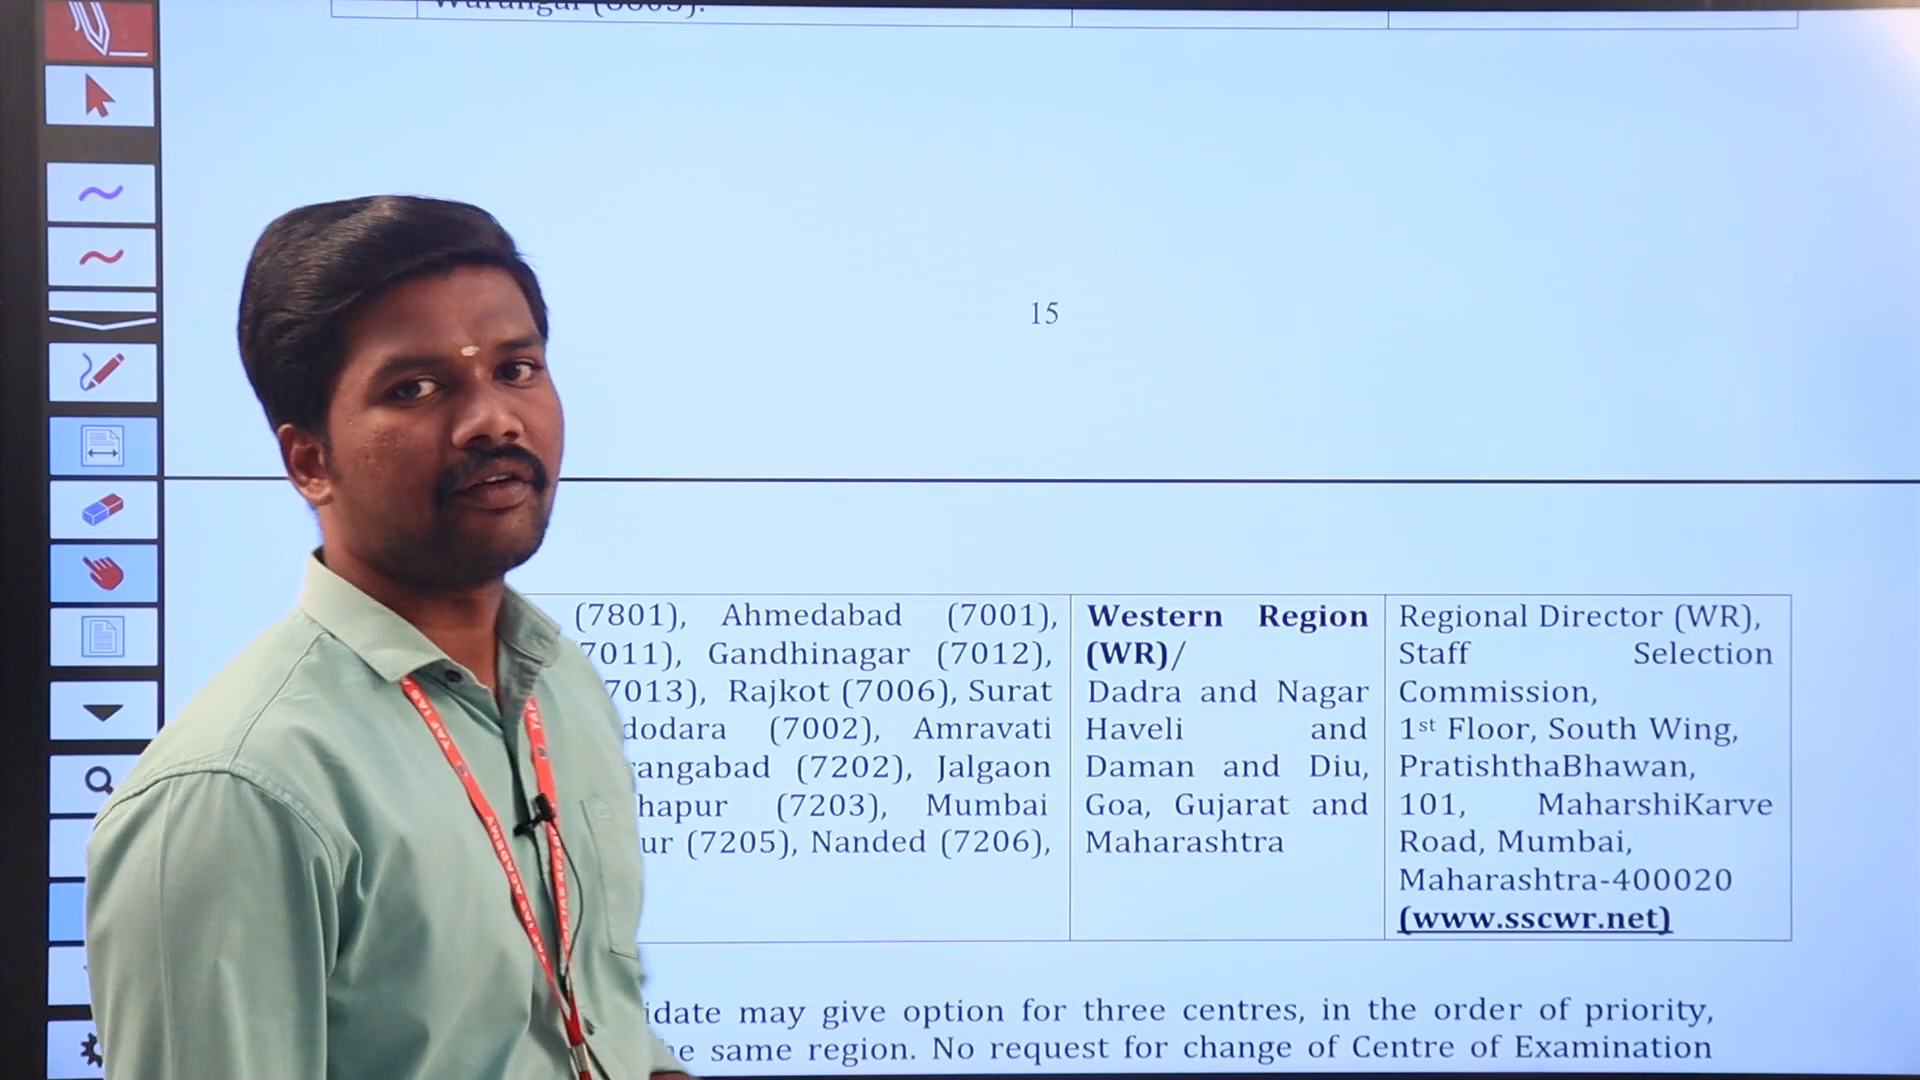 Warangal (8009).
15
(7801), Ahmedabad (7001),
7011), Gandhinagar (7012),
7013), Rajkot (7006), Surat
dodara (7002), Amravati
angabad (7202), Jalgaon
hapur (7203), Mumbai
ur (7205), Nanded (7206),
Western Region
(WR)/
Dadra and Nagar
Haveli and
Daman and Diu,
Goa, Gujarat and
Maharashtra
Regional Director (WR),
Staff Selection
Commission,
1st Floor, South Wing,
PratishthaBhawan,
101, MaharshiKarve
Road, Mumbai,
Maharashtra-400020
(www.sscwr.net)
idate may give option for three centres, in the order of priority,
he same region. No request for change of Centre of Examination